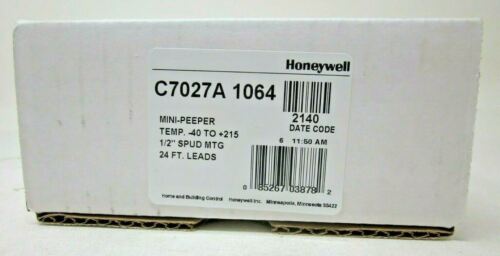 Honeywell
C7027A 1064
2140
DATE CODE
MINI-PEEPER
TEMP. -40 TO +215
1/2" SPUD MTG
24 FT. LEADS
6 11:50 AM
0 85267 03878 2
Home and Building Control Honeywell Inc. Minneapolis, Minnesota 55422